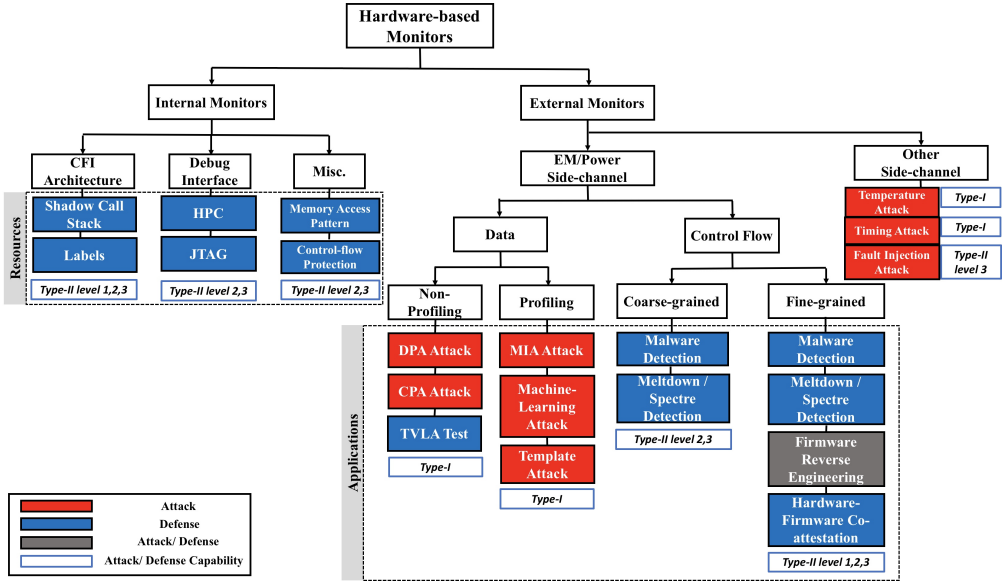 Hardware-based
Monitors
Internal Monitors
External Monitors
CFI
Architecture
Debug
Interface
Misc.
EM/Power
Side-channel
Other
Side-channel
Resources
Shadow Call
Stack
Labels
Type-II level 1,2,3
HPC
JTAG
Type-II level 2,3
Memory Access
Pattern
Control-flow
Protection
Type-II level 2,3
Temperature
Attack
Type-I
Timing Attack
Type-I
Fault Injection
Attack
Type-II
level 3
Data
Control Flow
Non-
Profiling
Profiling
Coarse-grained
Fine-grained
Applications
DPA Attack
CPA Attack
TVLA Test
Type-I
MIA Attack
Machine-
Learning
Attack
Template
Attack
Type-I
Malware
Detection
Meltdown /
Spectre
Detection
Type-II level 2,3
Malware
Detection
Meltdown /
Spectre
Detection
Firmware
Reverse
Engineering
Hardware-
Firmware Co-
attestation
Type-II level 1,2,3
Attack
Defense
Attack/ Defense
Attack/ Defense Capability